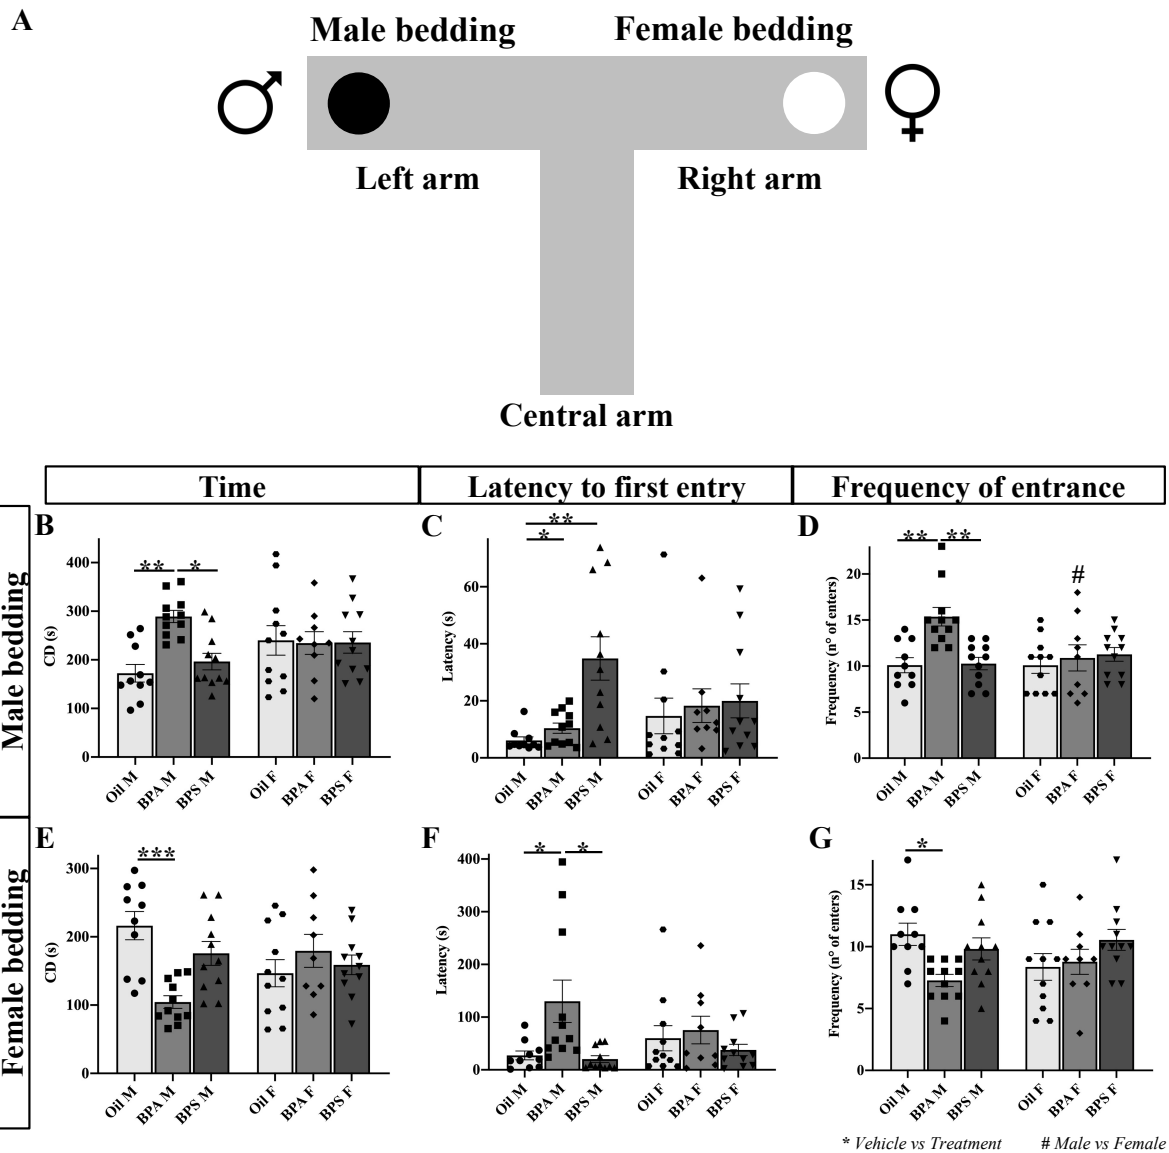 A
Male bedding Female bedding
♂ ♀
Left arm Right arm
Central arm
Time Latency to first entry Frequency of entrance
Male bedding
B
CD (s)
400
300
200
100
0
** *
Oil M BPA M BPS M Oil F BPA F BPS F
C
Latency (s)
60
40
20
0
**
*
Oil M BPA M BPS M Oil F BPA F BPS F
D
Frequency (n° of enters)
20
15
10
5
0
** **
#
Oil M BPA M BPS M Oil F BPA F BPS F
Female bedding
E
CD (s)
300
200
100
0
***
Oil M BPA M BPS M Oil F BPA F BPS F
F
Latency (s)
400
300
200
100
0
* *
Oil M BPA M BPS M Oil F BPA F BPS F
G
Frequency (n° of enters)
15
10
5
0
*
Oil M BPA M BPS M Oil F BPA F BPS F
* Vehicle vs Treatment # Male vs Female